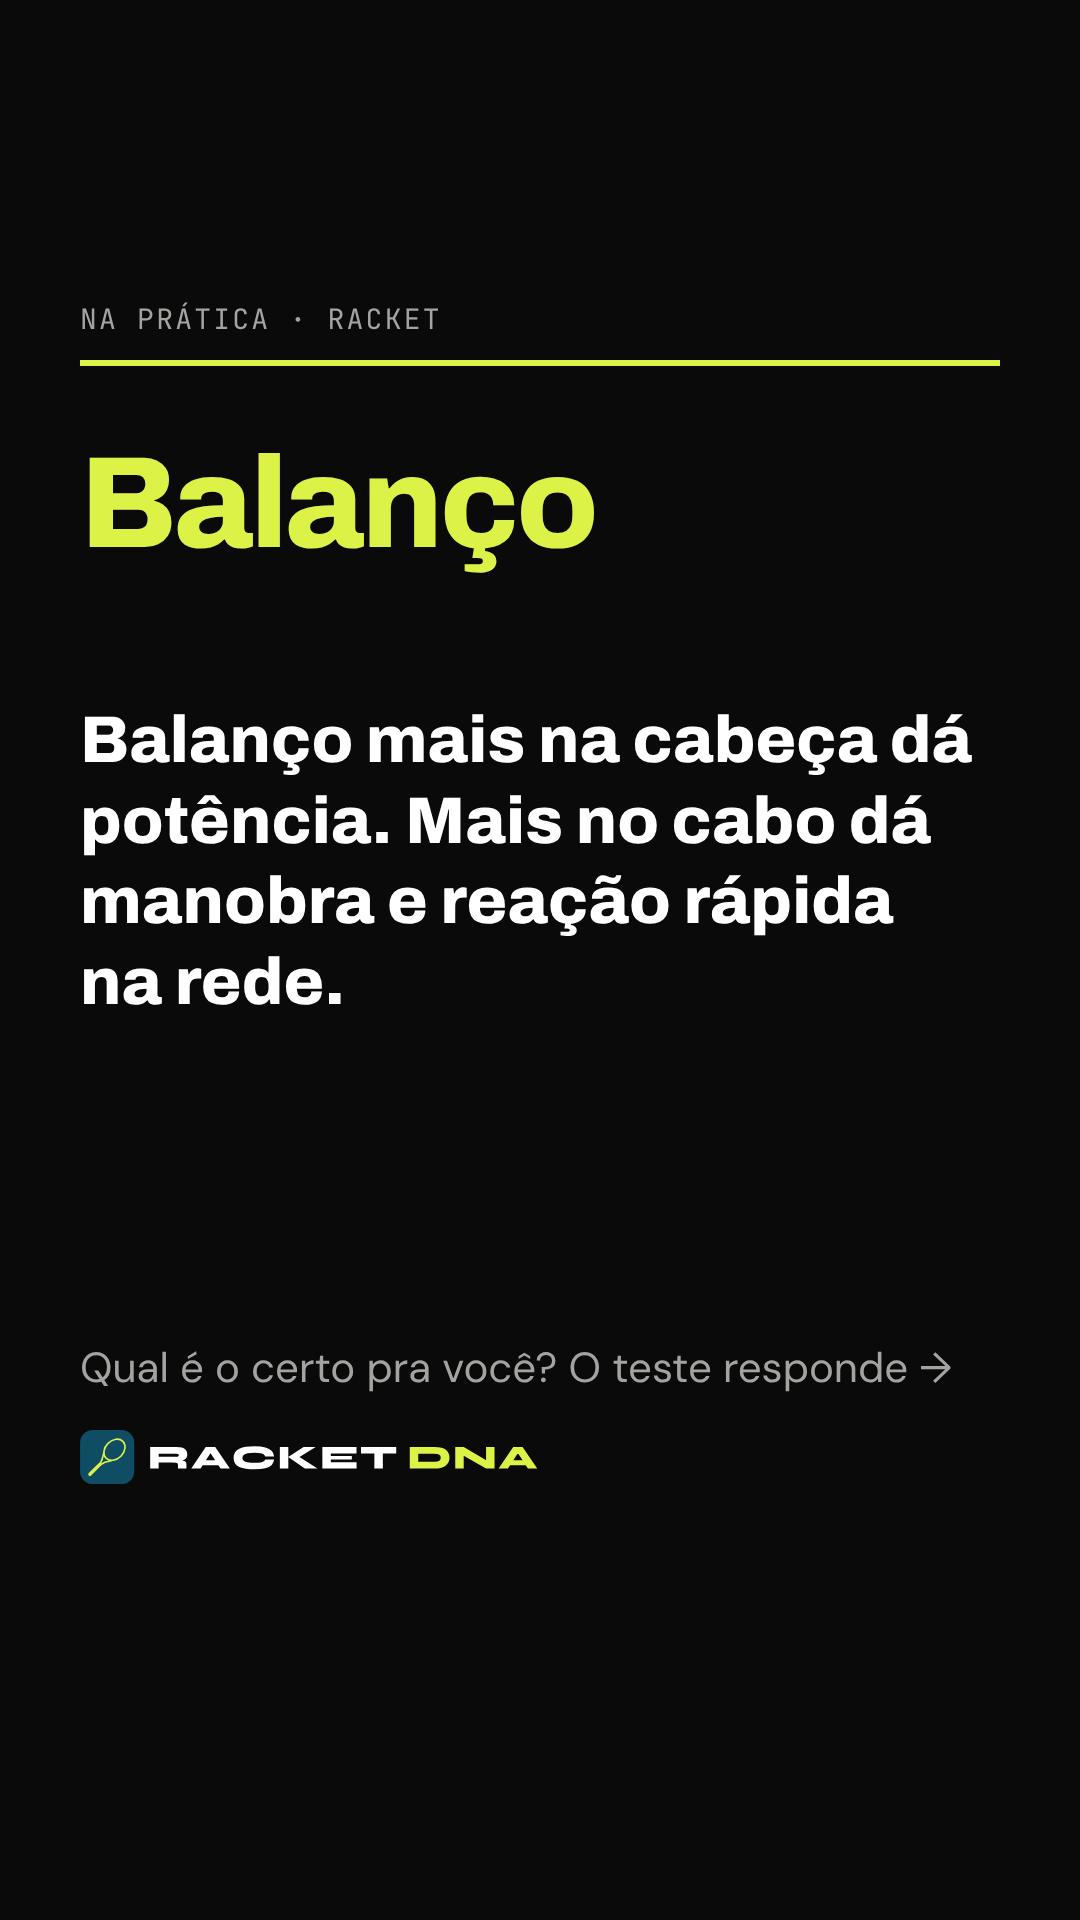 NA PRÁTICA · RACKET
Balanço
Balanço mais na cabeça dá
potência. Mais no cabo dá
manobra e reação rápida
na rede.
Qual é o certo pra você? O teste responde →
RACKET DNA